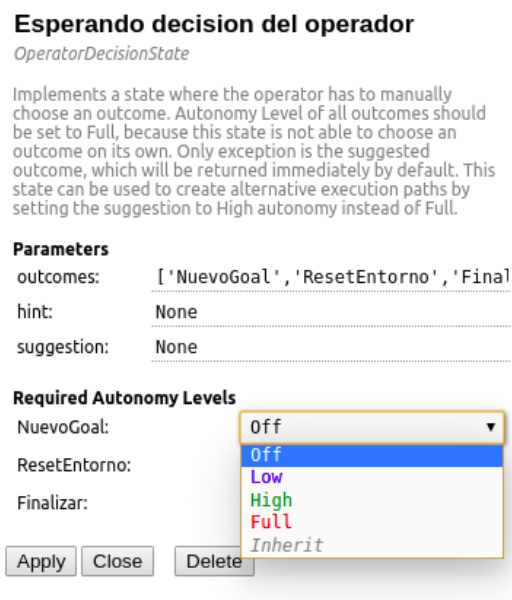 Esperando decision del operador
OperatorDecisionState
Implements a state where the operator has to manually
choose an outcome. Autonomy Level of all outcomes should
be set to Full, because this state is not able to choose an
outcome on its own. Only exception is the suggested
outcome, which will be returned immediately by default. This
state can be used to create alternative execution paths by
setting the suggestion to High autonomy instead of Full.
Parameters
outcomes: ['NuevoGoal','ResetEntorno','Final
hint: None
suggestion: None
Required Autonomy Levels
NuevoGoal: Off ▼
Off
Low
ResetEntorno:
High
Finalizar:
Full
Inherit
Apply Close Delete